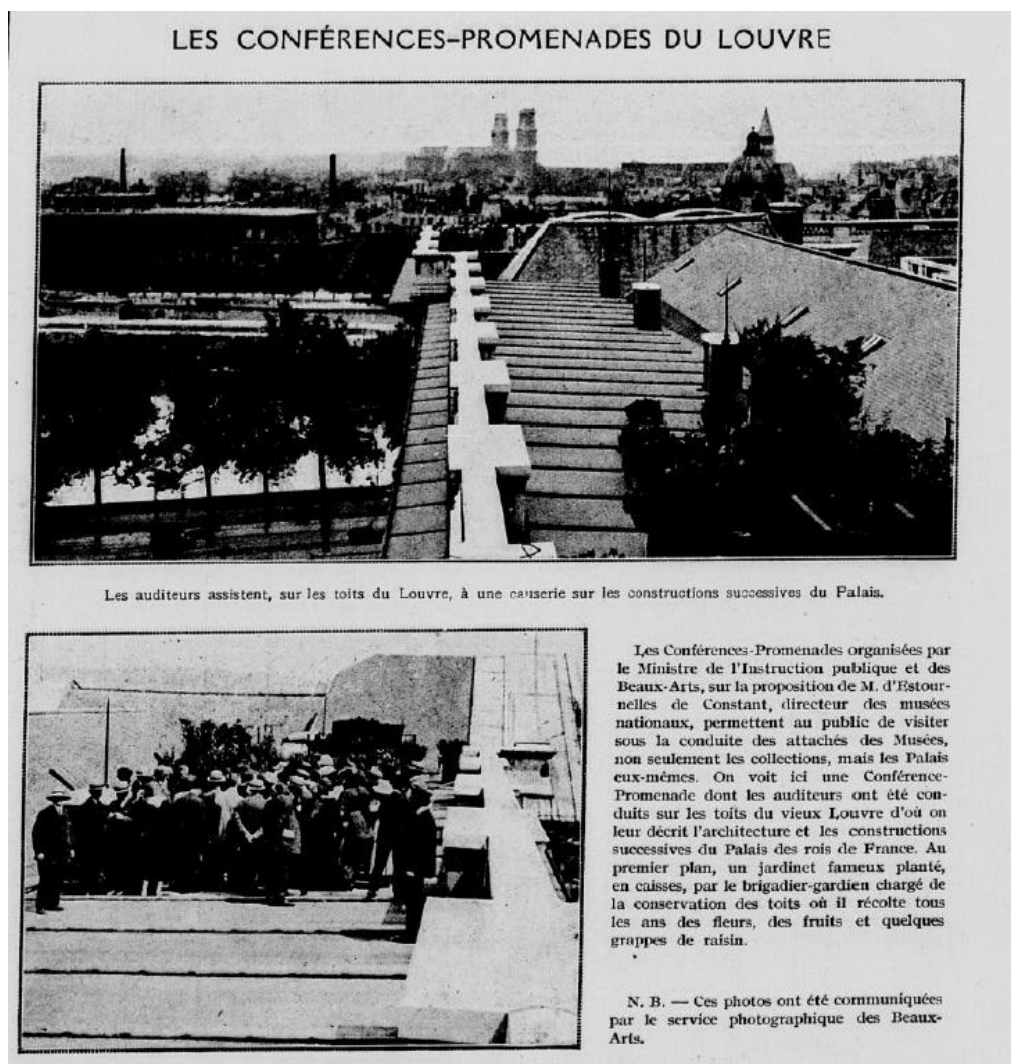 LES CONFÉRENCES-PROMENADES DU LOUVRE
Les auditeurs assistent, sur les toits du Louvre, à une causerie sur les constructions successives du Palais.
Les Conférences-Promenades organisées par
le Ministre de l'Instruction publique et des
Beaux-Arts, sur la proposition de M. d'Estour-
nelles de Constant, directeur des musées
nationaux, permettent au public de visiter
sous la conduite des attachés des Musées,
non seulement les collections, mais les Palais
eux-mêmes. On voit ici une Conférence-
Promenade dont les auditeurs ont été con-
duits sur les toits du vieux Louvre d'où on
leur décrit l'architecture et les constructions
successives du Palais des rois de France. Au
premier plan, un jardinet fameux planté,
en caisses, par le brigadier-gardien chargé de
la conservation des toits où il récolte tous
les ans des fleurs, des fruits et quelques
grappes de raisin.
N. B. — Ces photos ont été communiquées
par le service photographique des Beaux-
Arts.